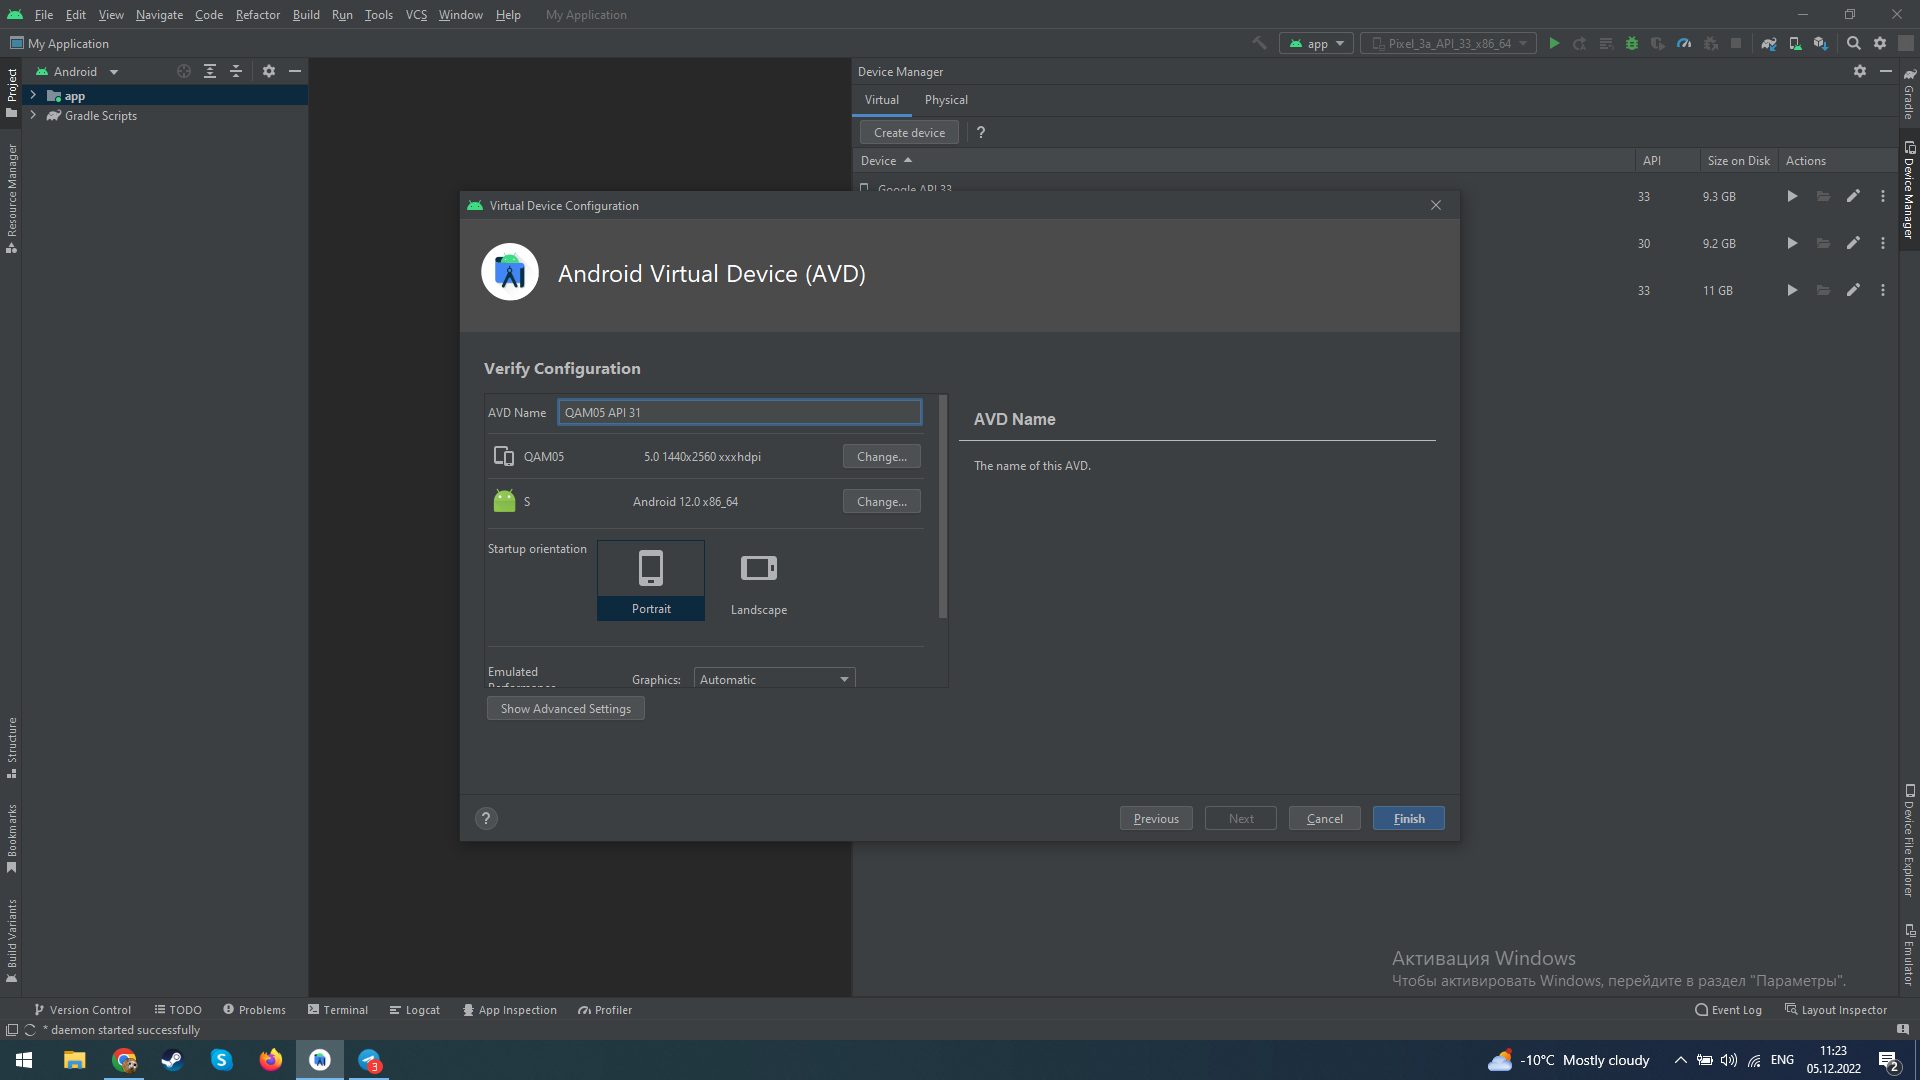 File Edit View Navigate Code Refactor Build Run Tools VCS Window Help My Application
My Application
app
Pixel_3a_API_33_x86_64
Project
Android
app
Gradle Scripts
Resource Manager
Structure
Bookmarks
Build Variants
Device Manager
Virtual Physical
Create device ?
Device API Size on Disk Actions
Google API 33
33 9.3 GB
30 9.2 GB
33 11 GB
Virtual Device Configuration
Android Virtual Device (AVD)
Verify Configuration
AVD Name QAM05 API 31
QAM05 5.0 1440x2560 xxxhdpi Change...
S Android 12.0 x86_64 Change...
Startup orientation
Portrait
Landscape
Emulated
Performance
Graphics: Automatic
Show Advanced Settings
AVD Name
The name of this AVD.
? Previous Next Cancel Finish
Gradle
Device Manager
Device File Explorer
Emulator
Активация Windows
Чтобы активировать Windows, перейдите в раздел "Параметры".
Version Control TODO Problems Terminal Logcat App Inspection Profiler Event Log Layout Inspector
* daemon started successfully
3
-10°C Mostly cloudy ENG
11:23
05.12.2022
2